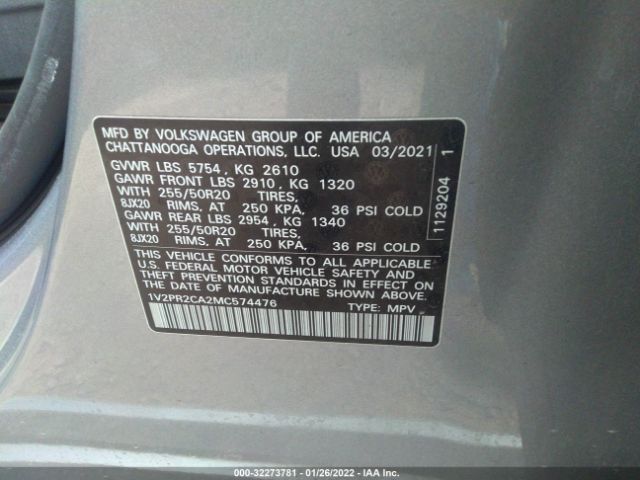 MFD BY VOLKSWAGEN GROUP OF AMERICA
CHATTANOOGA OPERATIONS, LLC. USA 03/2021
GVWR LBS 5754, KG 2610
GAWR FRONT LBS 2910, KG 1320
WITH 255/50R20 TIRES,
8JX20 RIMS, AT 250 KPA, 36 PSI COLD
GAWR REAR LBS 2954, KG 1340
WITH 255/50R20 TIRES,
8JX20 RIMS, AT 250 KPA, 36 PSI COLD
THIS VEHICLE CONFORMS TO ALL APPLICABLE
U.S. FEDERAL MOTOR VEHICLE SAFETY AND
THEFT PREVENTION STANDARDS IN EFFECT ON
THE DATE OF MANUFACTURE SHOWN ABOVE.
1V2PR2CA2MC574476 TYPE: MPV
1129204 1
000-32273781 - 01/26/2022 - IAA Inc.